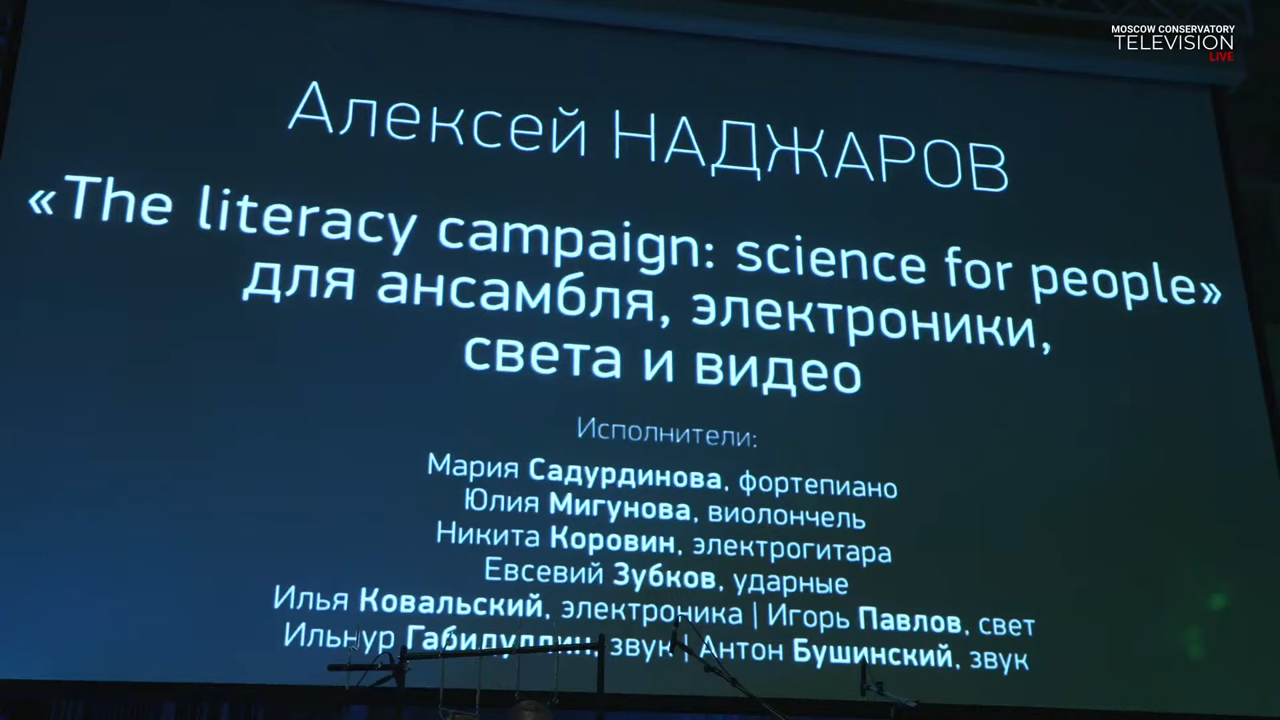 MOSCOW CONSERVATORY
TELEVISION
LIVE
Алексей НАДЖАРОВ
«The literacy campaign: science for people»
для ансамбля, электроники,
света и видео
Исполнители:
Мария Садурдинова, фортепиано
Юлия Мигунова, виолончель
Никита Коровин, электрогитара
Евсевий Зубков, ударные
Илья Ковальский, электроника | Игорь Павлов, свет
Ильнур Габидуллин, звук | Антон Бушинский, звук